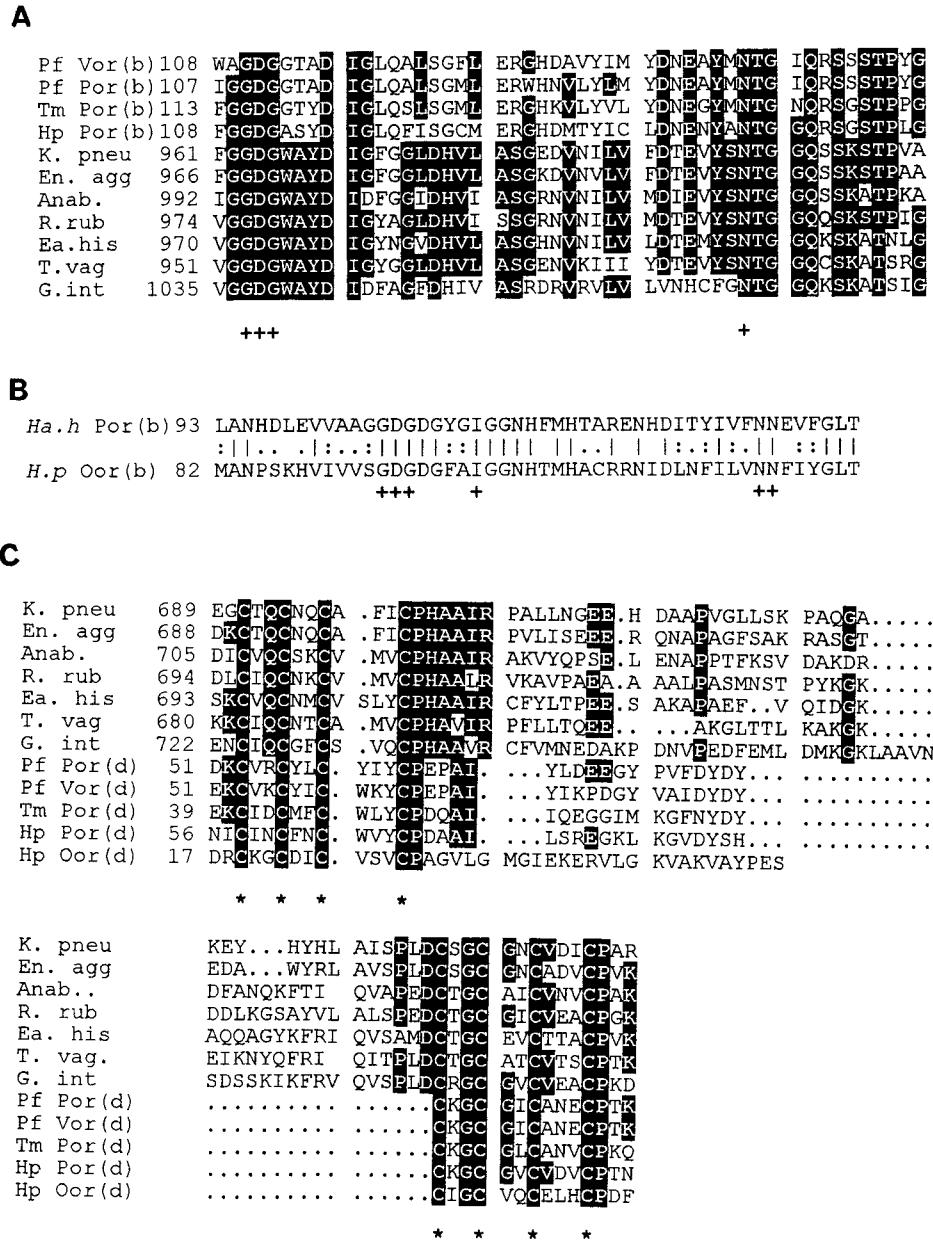 A
Pf Vor(b)108 WAGDGGTAD IGLQALSGFL ERGHDAVYIM YDNEAYMNTG IQRSSSTPYG
Pf Por(b)107 IGGDGGTAD IGLQALSGML ERWHNVLYLM YDNEAYMNTG IQRSSSTPYG
Tm Por(b)113 FGGDGGTYD IGLQSLSGML ERGHKVLYVL YDNEGYMNTG NQRSGSTPPG
Hp Por(b)108 FGGDGASYD IGLQFISGCM ERGHDMTYIC LDNENYANTG GQRSGSTPLG
K. pneu 961 FGGDGWAYD IGFGGLDHVL ASGEDVNILV FDTEVYSNTG GQSSKSTPVA
En. agg 966 FGGDGWAYD IGFGGLDHVL ASGKDVNVLV FDTEVYSNTG GQSSKSTPAA
Anab. 992 IGGDGWAYD IDFGGIDHVI ASGRNVNILV MDIEVYSNTG GQSSKATPKA
R.rub 974 VGGDGWAYD IGYAGLDHVI SSGRNVNILV MDTEVYSNTG GQQSKSTPIG
Ea.his 970 VGGDGWAYD IGYNGVDHVL ASGHNVNILV LDTEMYSNTG GQKSKATNLG
T.vag 951 VGGDGWAYD IGYGGLDHVL ASGENVKIII YDTEVYSNTG GQCSKATSRG
G.int 1035 VGGDGWAYD IDFAGFDHIV ASRDRVRVLV LVNHCFGNTG GQKSKATSIG
+++ +
B
Ha.h Por(b)93 LANHDLEVVAAGGDGDGYGIGGNHFMHTARENHDITYIVFNNEVFGLT
H.p Oor(b) 82 MANPSKHVIVVSGDGDGFAIGGNHTMHACRRNIDLNFILVNNFIYGLT
+++ + ++
C
K. pneu 689 EGCTQCNQCA .FICPHAAIR PALLNGEE.H DAAPVGLLSK PAQGA.....
En. agg 688 DKCTQCNQCA .FICPHAAIR PVLISEEE.R QNAPAGFSAK RASGT.....
Anab. 705 DICVQCSKCV .MVCPHAAIR AKVYQPSE.L ENAPPTFKSV DAKDR.....
R. rub 694 DLCIQCNKCV .MVCPHAALR VKAVPAEA.A AALPASMNST PYKGK.....
Ea. his 693 SKCVQCNMCV SLYCPHAAIR CFYLTPEE.S AKAPAEF..V QIDGK.....
T. vag 680 KKCIQCNTCA .MVCPHAVIR PFLLTQEE.. ..AKGLTTL KAKGK.....
G. int 722 ENCIQCGFCS .VQCPHAAVR CFVMNEDAKP DNVPEDFEML DMKGKLAAVN
Pf Por(d) 51 DKCVRCYLC. YIYCPEPAI. ...YLDEEGY PVFDYDY... ..........
Pf Vor(d) 51 EKCVKCYIC. WKYCPEPAI. ...YIKPDGY VAIDYDY... ..........
Tm Por(d) 39 EKCIDCMFC. WLYCPDQAI. ...IQEGGIM KGFNYDY... ..........
Hp Por(d) 56 NICINCFNC. WVYCPDAAI. ...LSREGKL KGVDYSH... ..........
Hp Oor(d) 17 DRCKGCDIC. VSVCPAGVLG MGIEKERVLG KVAKVAYPES
* * * *
K. pneu KEY...HYHL AISPLDCSGC GNCVDICPAR
En. agg EDA...WYRL AVSPLDCSGC GNCADVCPVK
Anab.. DFANQKFTI QVAPEDCTGC AICVNVCPAK
R. rub DDLKGSAYVL ALSPEDCTGC GICVEACPGK
Ea. his AQQAGYKFRI QVSAMDCTGC EVCTTACPVK
T. vag. EIKNYQFRI QITPLDCTGC ATCVTSCPTK
G. int SDSSKIKFRV QVSPLDCRGC GVCVEACPKD
Pf Por(d) .......... ......CKGC GICANECPTK
Pf Vor(d) .......... ......CKGC GICANECPTK
Tm Por(d) .......... ......CKGC GLCANVCPKQ
Hp Por(d) .......... ......CKGC GVCVDVCPTN
Hp Oor(d) .......... ......CIGC VQCELHCPDF
* * * *